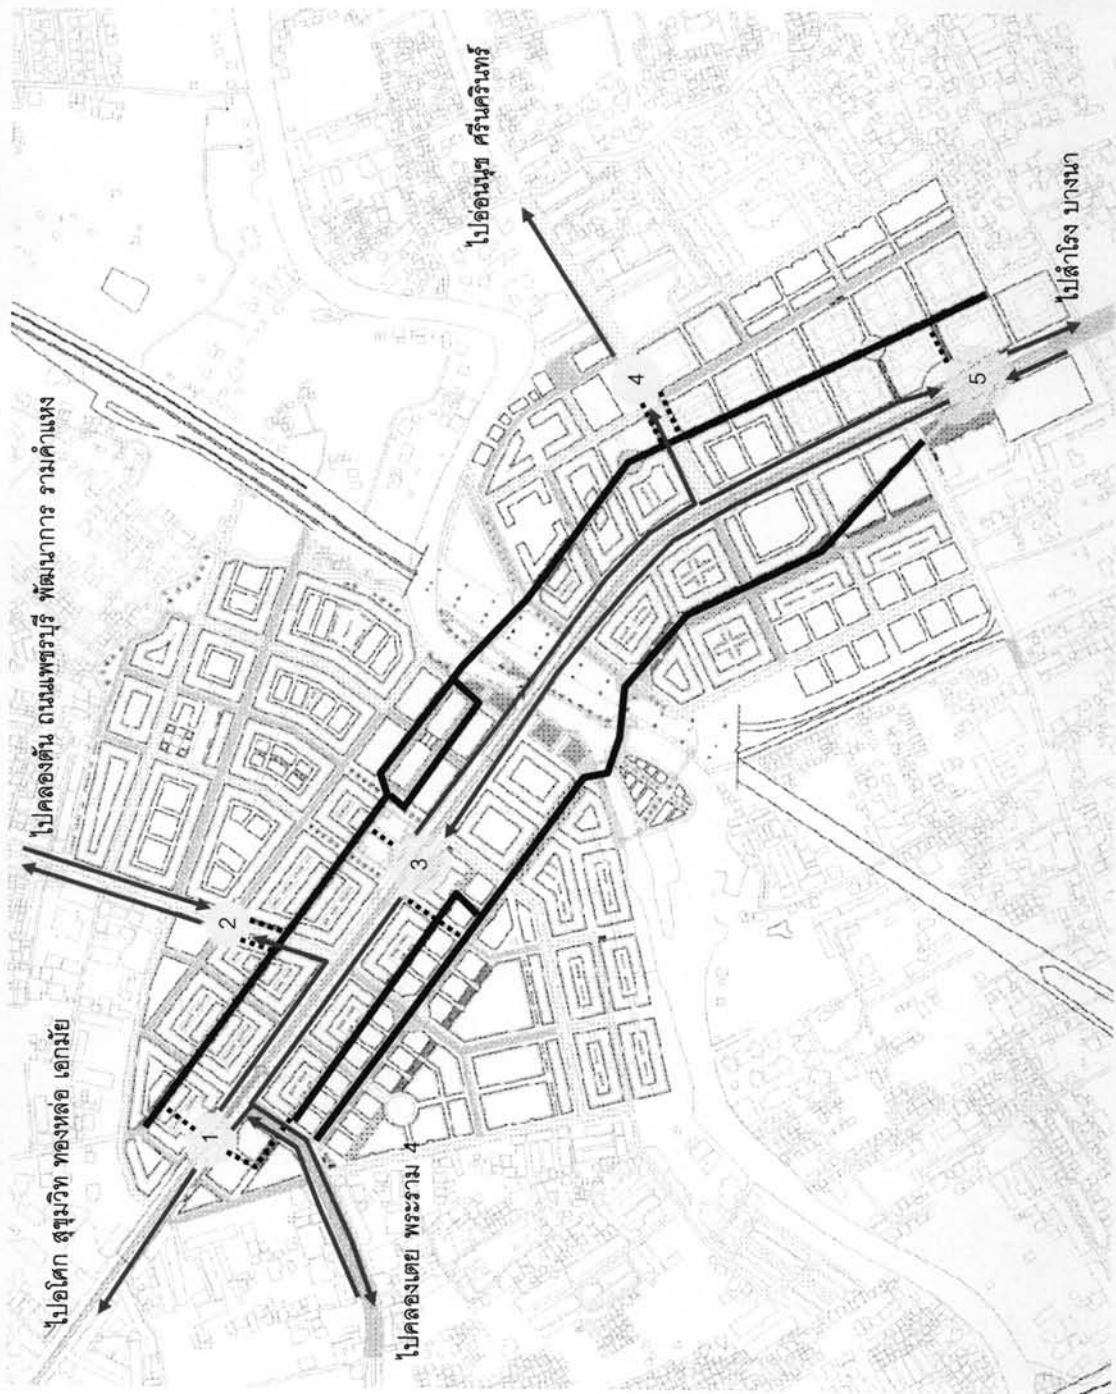 ไปอโศก สุขุมวิท ทองหล่อ เอกมัย
ไปคลองตัน ถนนเพชรบุรี พัฒนาการ รามคำแหง
ไปอ่อนนุช ศรีนครินทร์
ไปคลองเตย พระราม 4
ไปสำโรง บางนา
1
2
3
4
5